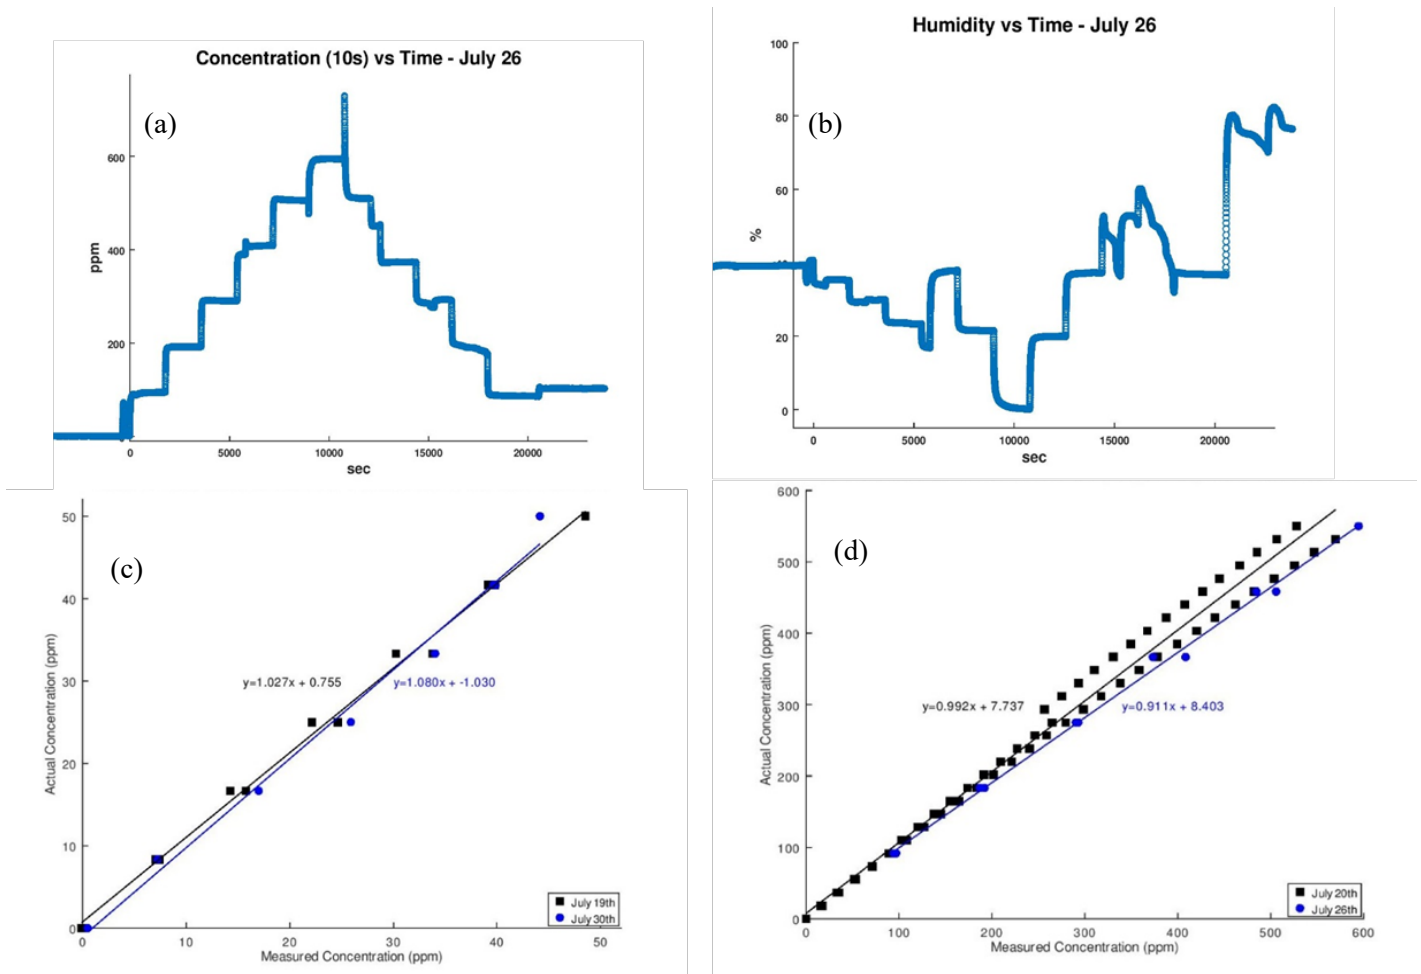 Concentration (10s) vs Time - July 26
(a)
ppm
600
400
200
0 5000 10000 15000 20000
sec
Humidity vs Time - July 26
(b)
%
100
80
60
40
20
0
0 5000 10000 15000 20000
sec
(c)
Actual Concentration (ppm)
50
40
30
20
10
0
y=1.027x + 0.755
y=1.080x + -1.030
July 19th
July 30th
0 10 20 30 40 50
Measured Concentration (ppm)
(d)
Actual Concentration (ppm)
600
500
400
300
200
100
0
y=0.992x + 7.737
y=0.911x + 8.403
July 20th
July 26th
0 100 200 300 400 500 600
Measured Concentration (ppm)